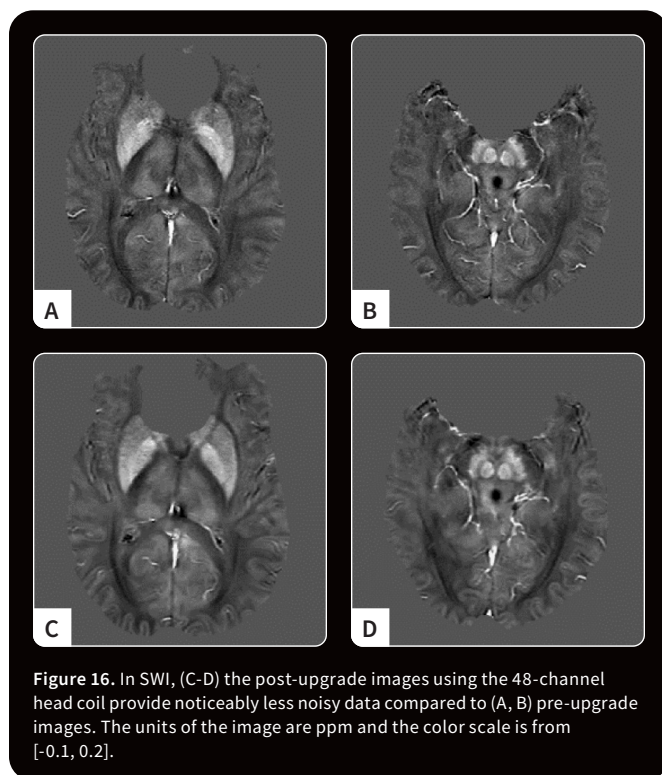 A
B
C
D
Figure 16. In SWI, (C-D) the post-upgrade images using the 48-channel
head coil provide noticeably less noisy data compared to (A, B) pre-upgrade
images. The units of the image are ppm and the color scale is from
[-0.1, 0.2].